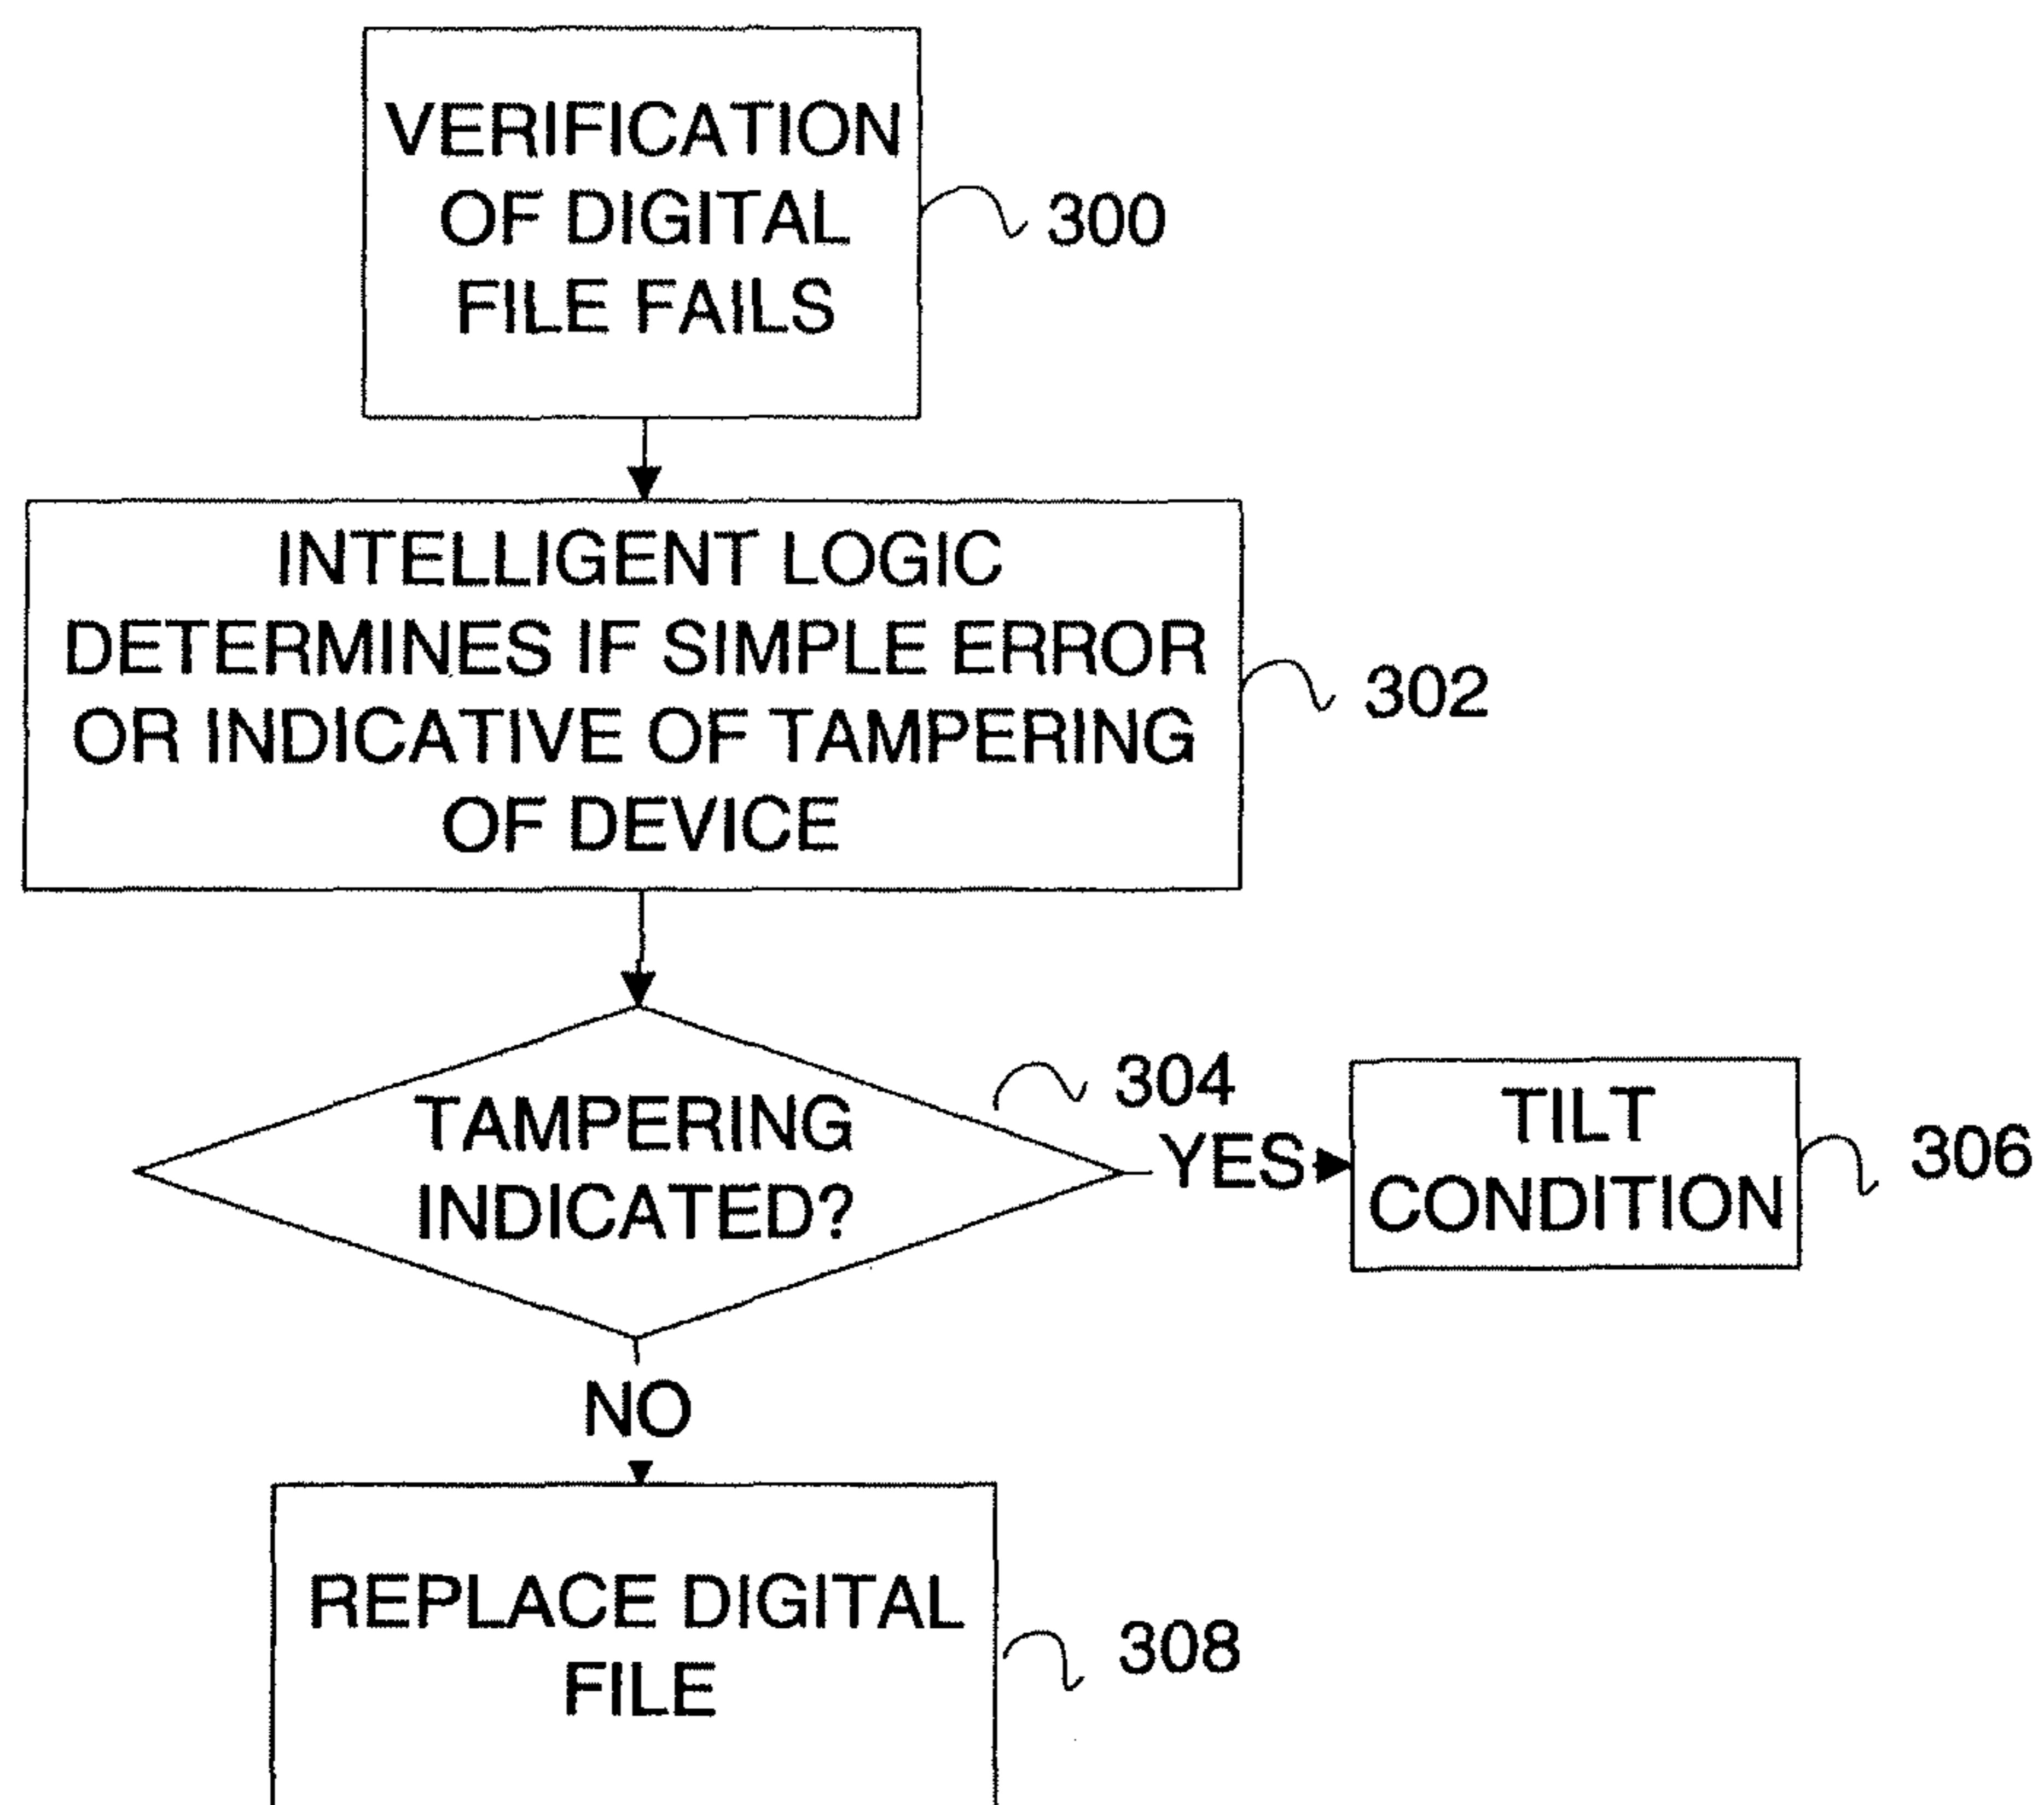 VERIFICATION
OF DIGITAL
FILE FAILS
300
INTELLIGENT LOGIC
DETERMINES IF SIMPLE ERROR
OR INDICATIVE OF TAMPERING
OF DEVICE
302
TAMPERING
INDICATED?
304
YES
TILT
CONDITION
306
NO
REPLACE DIGITAL
FILE
308